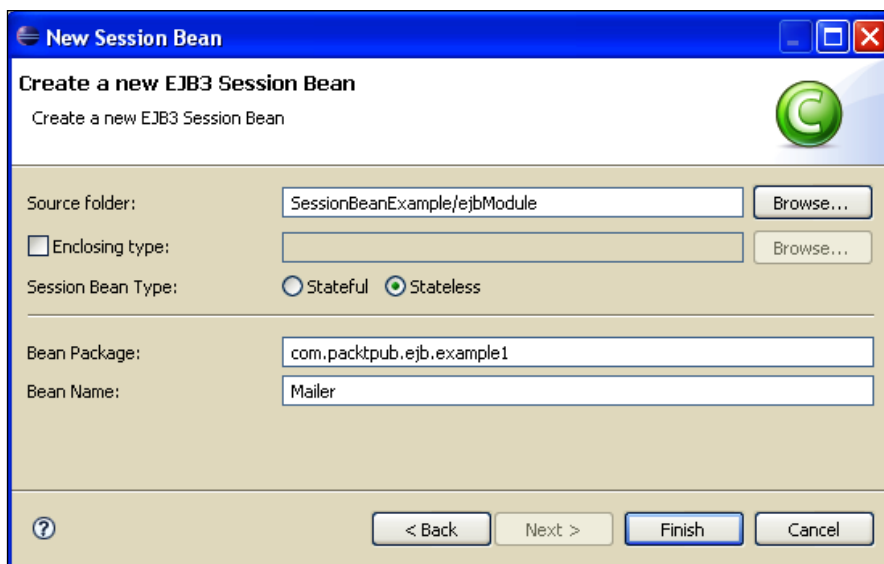 New Session Bean
Create a new EJB3 Session Bean
Create a new EJB3 Session Bean
C
Source folder: SessionBeanExample/ejbModule Browse...
Enclosing type: Browse...
Session Bean Type: Stateful Stateless
Bean Package: com.packtpub.ejb.example1
Bean Name: Mailer
? < Back Next > Finish Cancel